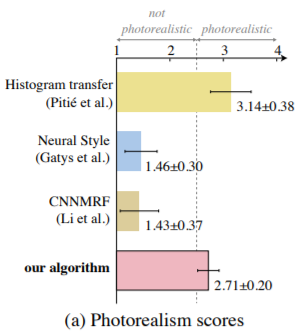 not
photorealistic photorealistic
1 2 3 4
Histogram transfer
(Pitié et al.)
3.14±0.38
Neural Style
(Gatys et al.)
1.46±0.30
CNNMRF
(Li et al.)
1.43±0.37
our algorithm
2.71±0.20
(a) Photorealism scores